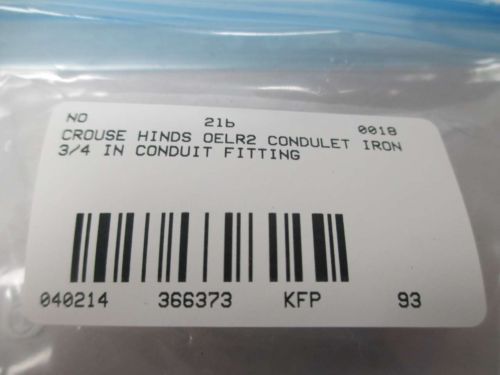 NO 21b 0018
CROUSE HINDS OELR2 CONDULET IRON
3/4 IN CONDUIT FITTING
040214 366373 KFP 93